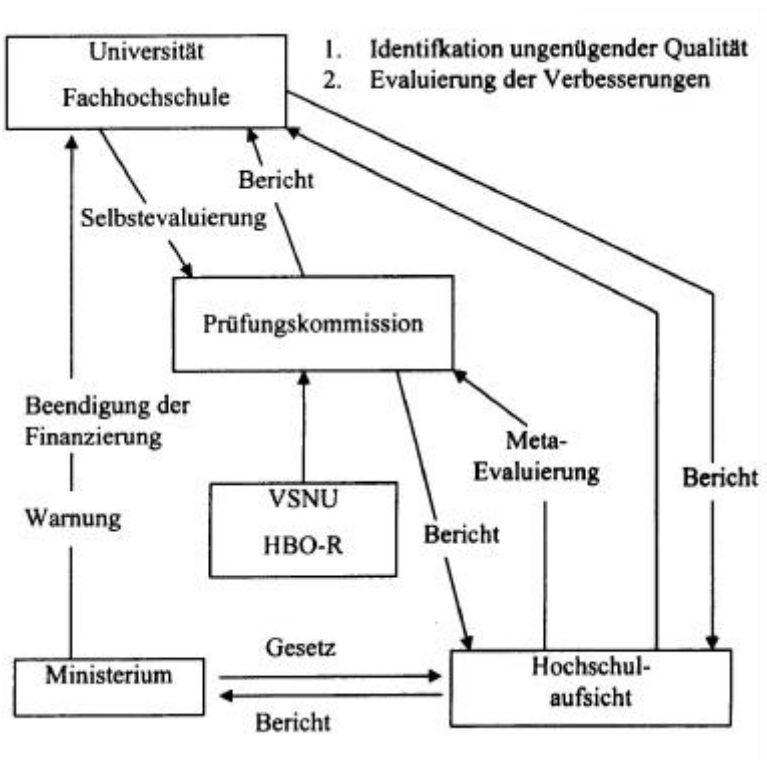 Universität
Fachhochschule
1. Identifkation ungenügender Qualität
2. Evaluierung der Verbesserungen
Bericht
Selbstevaluierung
Prüfungskommission
Beendigung der
Finanzierung
Meta-
Evaluierung
Bericht
VSNU
HBO-R
Warnung
Bericht
Gesetz
Ministerium
Hochschul-
aufsicht
Bericht